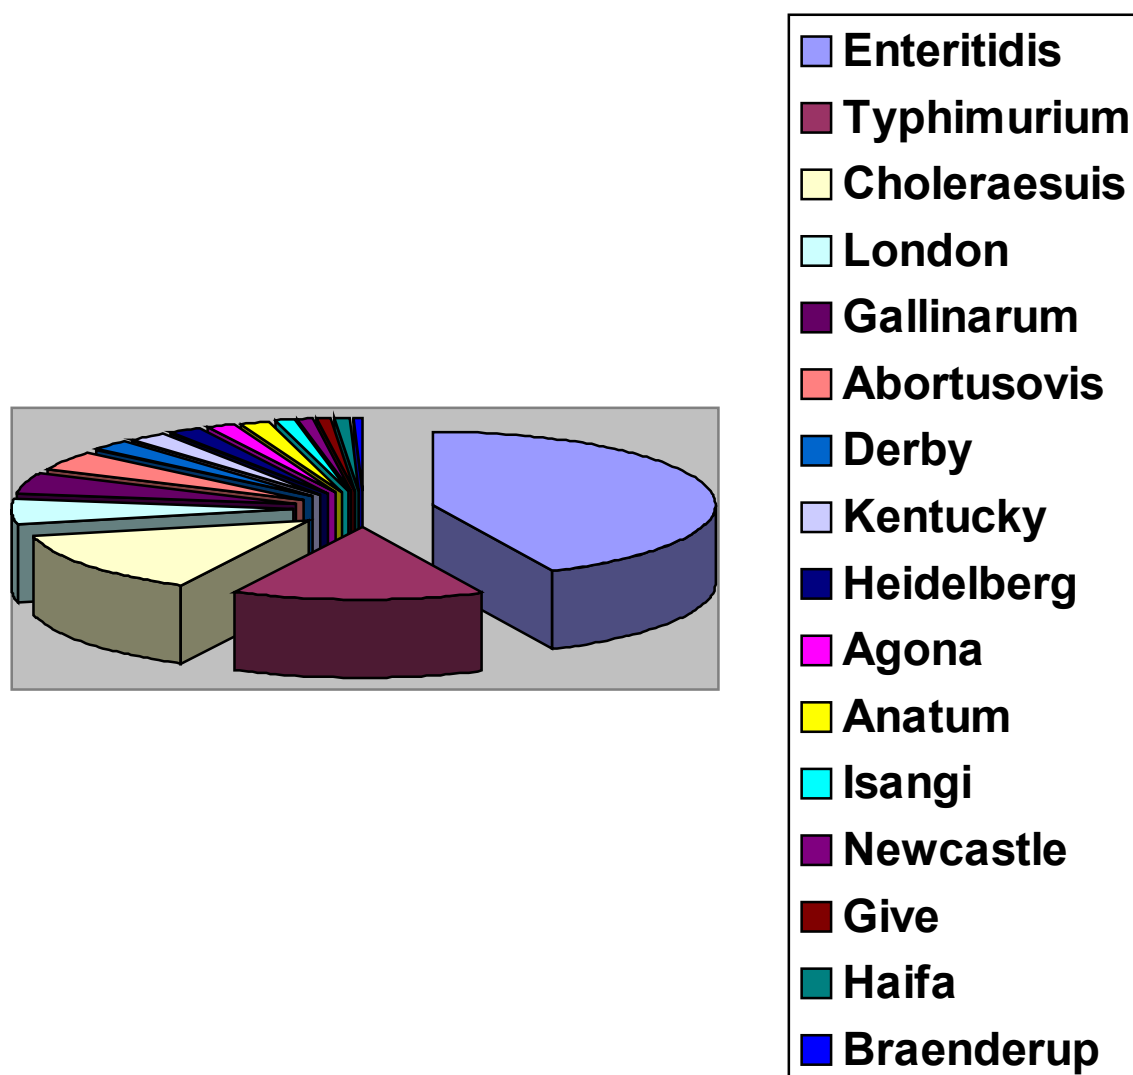 Enteritidis
Typhimurium
Choleraesuis
London
Gallinarum
Abortusovis
Derby
Kentucky
Heidelberg
Agona
Anatum
Isangi
Newcastle
Give
Haifa
Braenderup